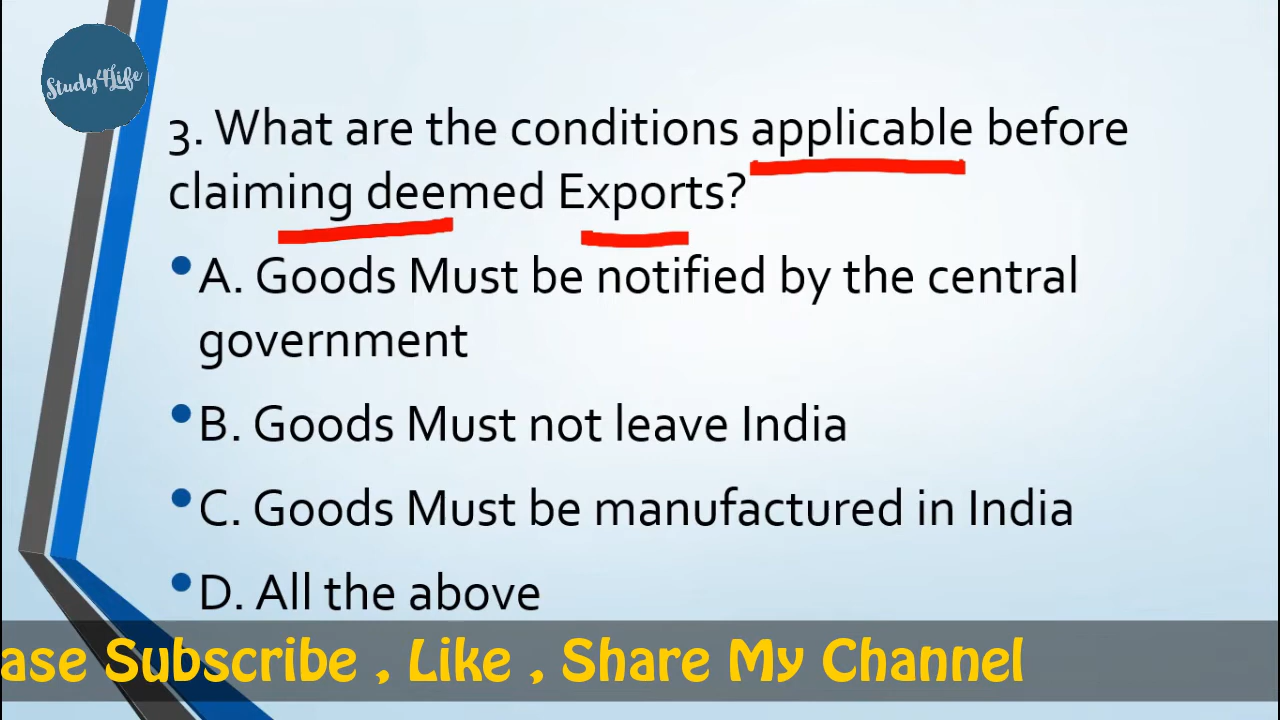 Study4Life
3. What are the conditions applicable before
claiming deemed Exports?
A. Goods Must be notified by the central
government
B. Goods Must not leave India
C. Goods Must be manufactured in India
D. All the above
ase Subscribe , Like , Share My Channel